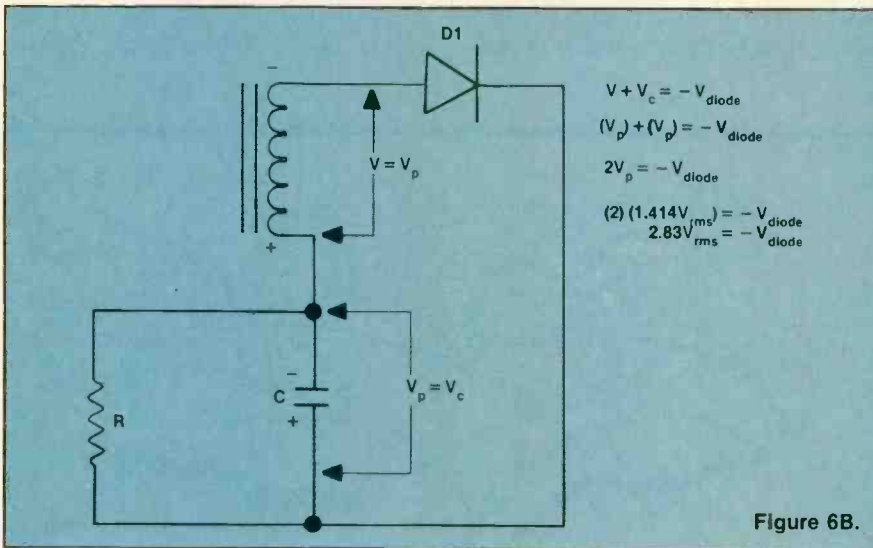 D1
−
V + V_c = − V_diode
(V_p) + (V_p) = − V_diode
V = V_p
2V_p = − V_diode
(2) (1.414V_rms) = − V_diode
2.83V_rms = − V_diode
+
−
C
V_p = V_c
+
R
Figure 6B.